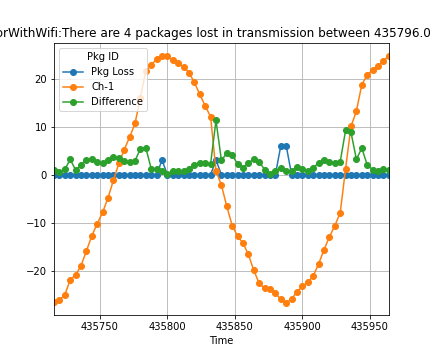 orWithWifi:There are 4 packages lost in transmission between 435796.0
Pkg ID
Pkg Loss
Ch-1
Difference
20
10
0
−10
−20
435750 435800 435850 435900 435950
Time